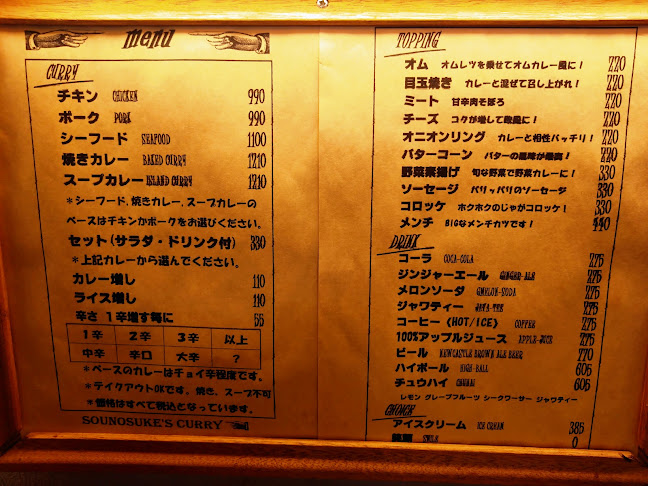 menu
CURRY
チキン CHICKEN 990
ポーク PORK 990
シーフード SEAFOOD 1100
焼きカレー BAKED CURRY 1210
スープカレー ISLAND CURRY 1210
*シーフード,焼きカレー,スープカレーの
ベースはチキンかポークをお選びください。
セット(サラダ・ドリンク付) 330
*上記カレーから選んでください。
カレー増し 110
ライス増し 110
辛さ 1辛増す毎に 55
1辛 2辛 3辛 以上
中辛 辛口 大辛 ?
*ベースのカレーはチョイ辛程度です。
*テイクアウトOKです。焼き、スープ不可
*価格はすべて税込となっています。
SOUNOSUKE'S CURRY
TOPPING
オム オムレツを乗せてオムカレー風に! 220
目玉焼き カレーと混ぜて召し上がれ! 220
ミート 甘辛肉そぼろ 220
チーズ コクが増して欧風に! 220
オニオンリング カレーと相性バッチリ! 220
バターコーン バターの風味が最高! 220
野菜素揚げ 旬な野菜で野菜カレーに! 330
ソーセージ パリッパリのソーセージ 330
コロッケ ホクホクのじゃがコロッケ! 330
メンチ BIGなメンチカツです! 440
DRINK
コーラ COCA-COLA 275
ジンジャーエール GINGER-ALE 275
メロンソーダ GMELON-SODA 275
ジャワティー JAVA-TEE 275
コーヒー(HOT/ICE) COFFEE 275
100%アップルジュース APPLE-JUCE 275
ビール NEWCASTLE BROWN ALE BEER 770
ハイボール HIGH-BALL 605
チュウハイ CHUHAI 605
レモン グレープフルーツ シークワーサー ジャワティー
アイスクリーム ICE CREAM 385
SMILE 0